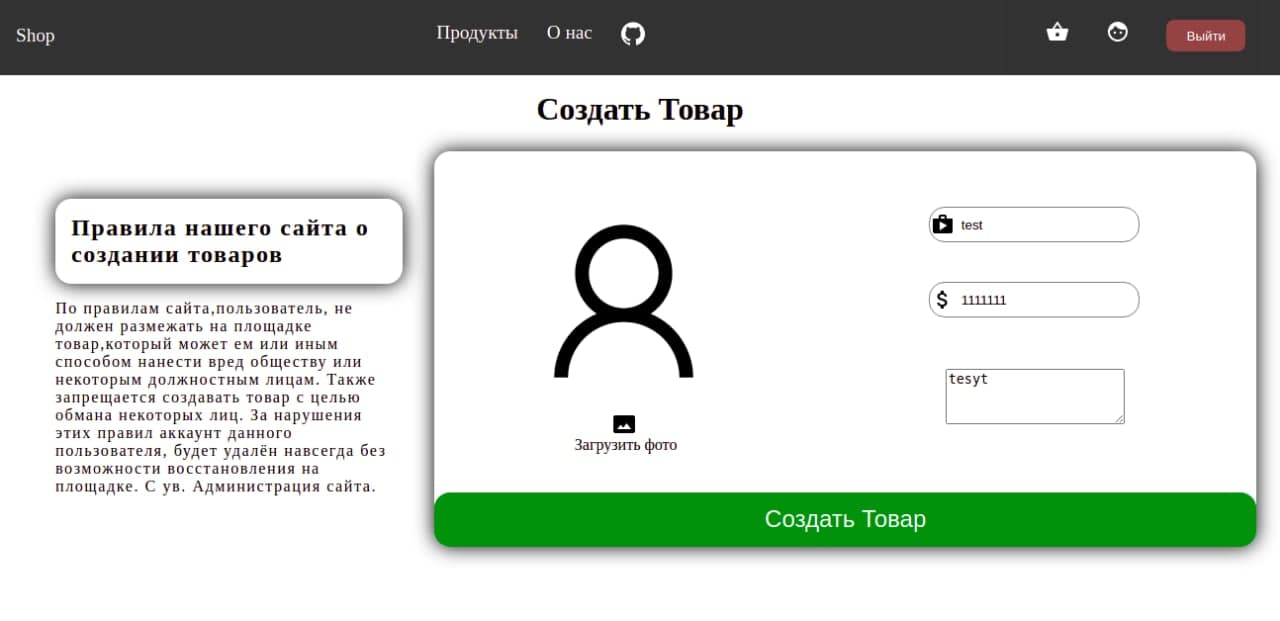 Shop
Продукты
О нас
Выйти
Создать Товар
Правила нашего сайта о
создании товаров
По правилам сайта,пользователь, не
должен размежать на площадке
товар,который может ем или иным
способом нанести вред обществу или
некоторым должностным лицам. Также
запрещается создавать товар с целью
обмана некоторых лиц. За нарушения
этих правил аккаунт данного
пользователя, будет удалён навсегда без
возможности восстановления на
площадке. С ув. Администрация сайта.
Загрузить фото
test
$ 1111111
tesyt
Создать Товар